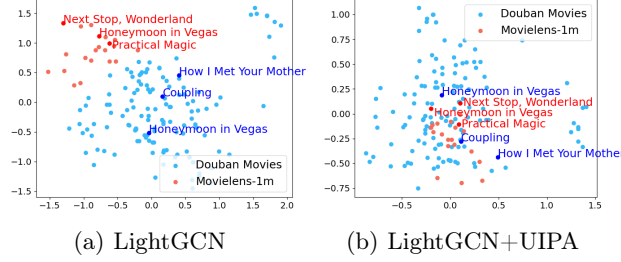 1.5
1.0
0.5
0.0
−0.5
−1.0
−1.5
Next Stop, Wonderland
Honeymoon in Vegas
Practical Magic
How I Met Your Mother
Coupling
Honeymoon in Vegas
Douban Movies
Movielens-1m
−1.5 −1.0 −0.5 0.0 0.5 1.0 1.5 2.0
(a) LightGCN
1.00
0.75
0.50
0.25
0.00
−0.25
−0.50
−0.75
Douban Movies
Movielens-1m
Honeymoon in Vegas
Next Stop, Wonderland
Honeymoon in Vegas
Practical Magic
Coupling
How I Met Your Mother
−0.5 0.0 0.5 1.0 1.5
(b) LightGCN+UIPA